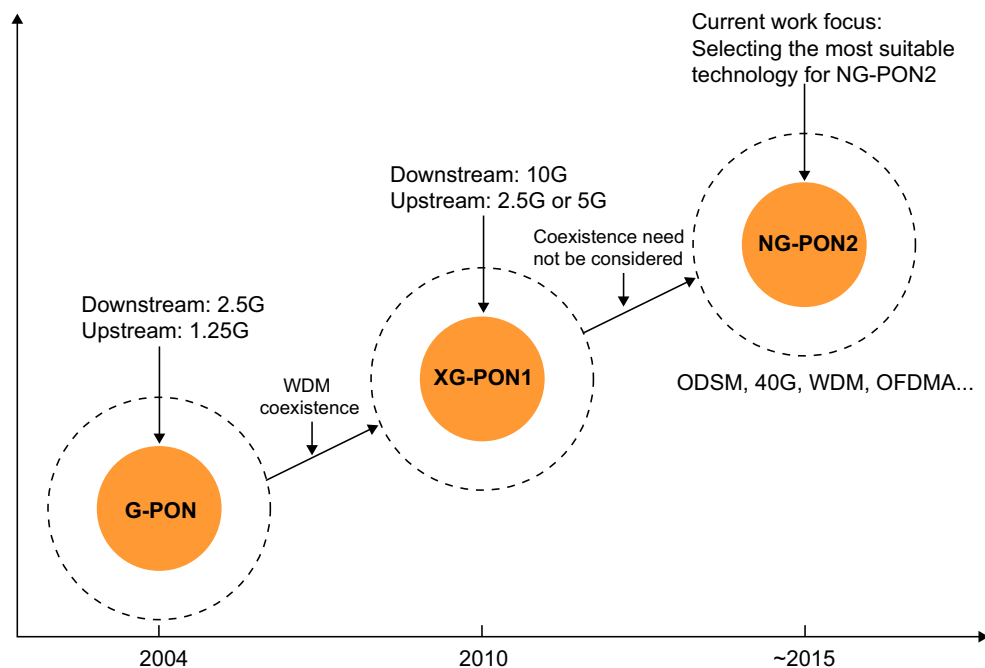 Current work focus:
Selecting the most suitable
technology for NG-PON2
Downstream: 10G
Upstream: 2.5G or 5G
Coexistence need
not be considered
NG-PON2
Downstream: 2.5G
Upstream: 1.25G
WDM
coexistence
XG-PON1
ODSM, 40G, WDM, OFDMA...
G-PON
2004
2010
~2015